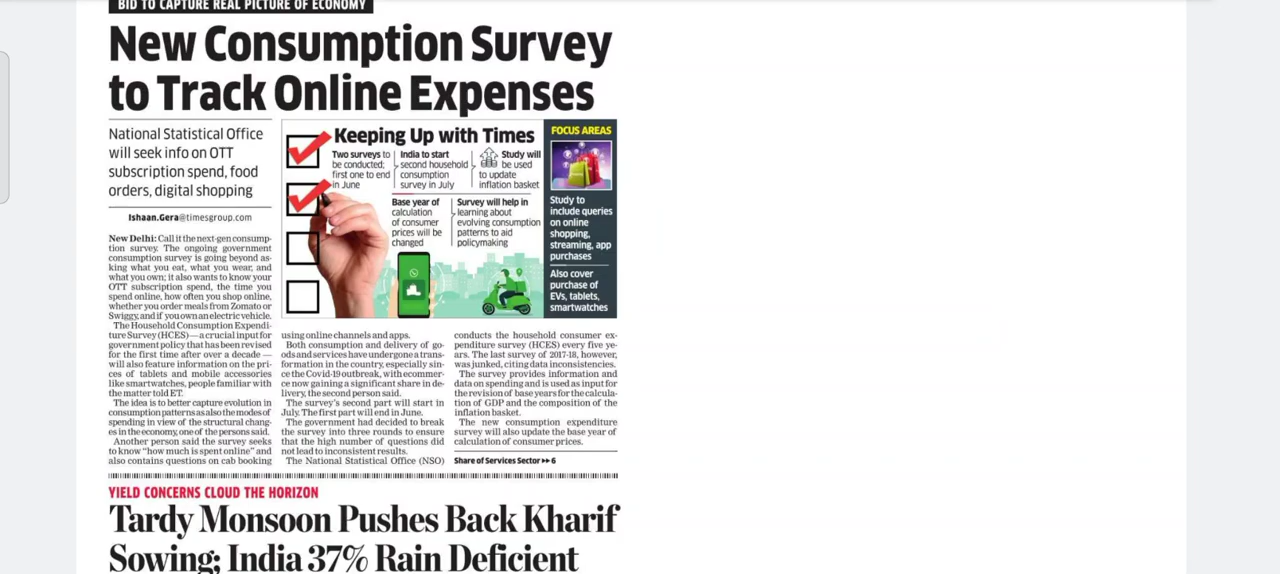 BID TO CAPTURE REAL PICTURE OF ECONOMY
New Consumption Survey
to Track Online Expenses
National Statistical Office
will seek info on OTT
subscription spend, food
orders, digital shopping
Ishaan.Gera@timesgroup.com
New Delhi: Call it the next-gen consump-
tion survey. The ongoing government
consumption survey is going beyond as-
king what you eat, what you wear, and
what you own; it also wants to know your
OTT subscription spend, the time you
spend online, how often you shop online,
whether you order meals from Zomato or
Swiggy, and if you own an electric vehicle.
The Household Consumption Expendi-
ture Survey (HCES) — a crucial input for
government policy that has been revised
for the first time after over a decade —
will also feature information on the pri-
ces of tablets and mobile accessories
like smartwatches, people familiar with
the matter told ET.
The idea is to better capture evolution in
consumption patterns as also the modes of
spending in view of the structural chang-
es in the economy, one of the persons said.
Another person said the survey seeks
to know “how much is spent online” and
also contains questions on cab booking
Keeping Up with Times
Two surveys to
be conducted;
first one to end
in June
India to start
second household
consumption
survey in July
Study will
be used
to update
inflation basket
Base year of
calculation
of consumer
prices will be
changed
Survey will help in
learning about
evolving consumption
patterns to aid
policymaking
FOCUS AREAS
Study to
include queries
on online
shopping,
streaming, app
purchases
Also cover
purchase of
EVs, tablets,
smartwatches
using online channels and apps.
Both consumption and delivery of go-
ods and services have undergone a trans-
formation in the country, especially sin-
ce the Covid-19 outbreak, with ecommer-
ce now gaining a significant share in de-
livery, the second person said.
The survey's second part will start in
July. The first part will end in June.
The government had decided to break
the survey into three rounds to ensure
that the high number of questions did
not lead to inconsistent results.
The National Statistical Office (NSO)
conducts the household consumer ex-
penditure survey (HCES) every five ye-
ars. The last survey of 2017-18, however,
was junked, citing data inconsistencies.
The survey provides information and
data on spending and is used as input for
the revision of base years for the calcula-
tion of GDP and the composition of the
inflation basket.
The new consumption expenditure
survey will also update the base year of
calculation of consumer prices.
Share of Services Sector ▸▸ 6
YIELD CONCERNS CLOUD THE HORIZON
Tardy Monsoon Pushes Back Kharif
Sowing; India 37% Rain Deficient